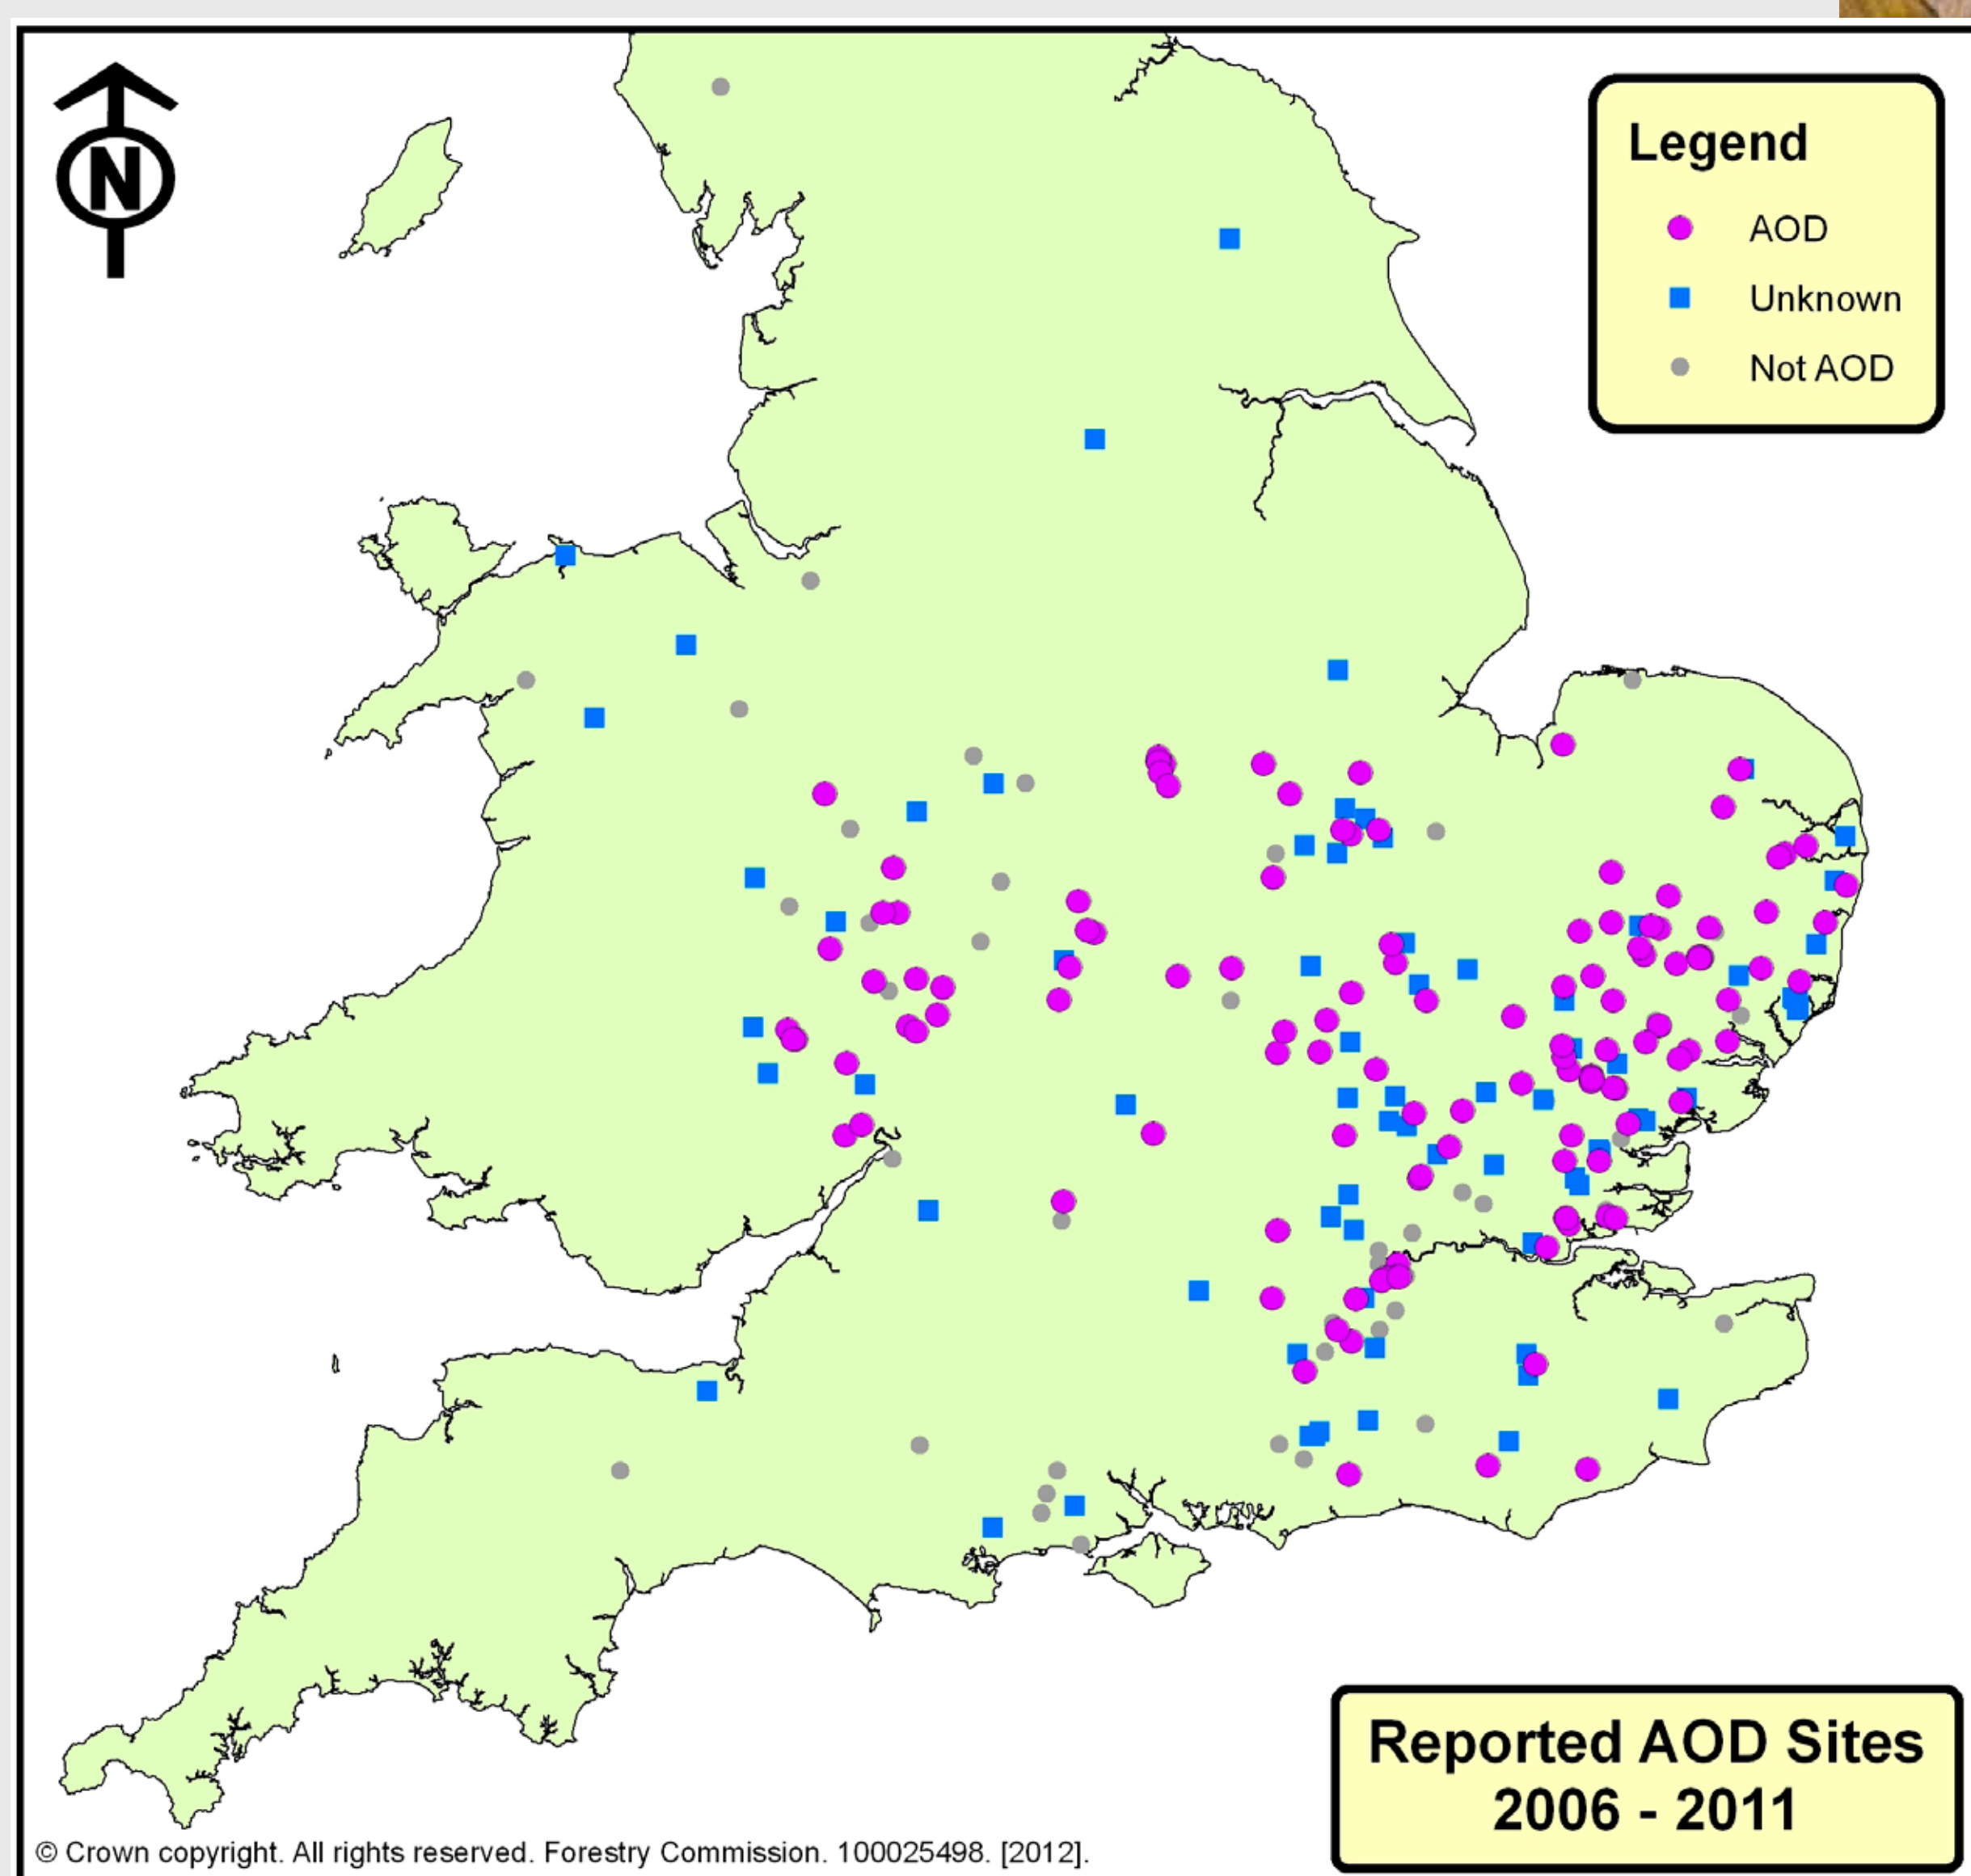 N
Legend
AOD
Unknown
Not AOD
Reported AOD Sites
2006 - 2011
© Crown copyright. All rights reserved. Forestry Commission. 100025498. [2012].